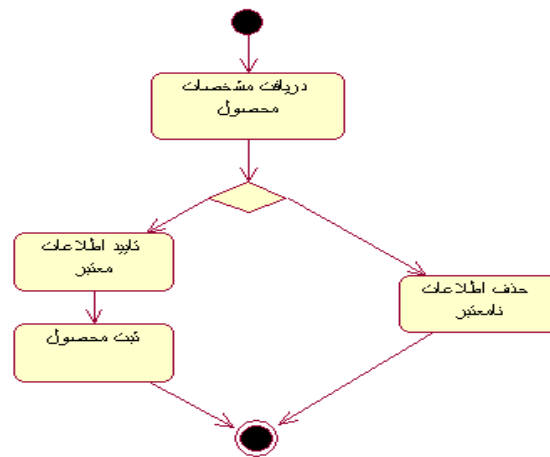 دریافت مشخصات
محصول
تایید اطلاعات
معتبر
حذف اطلاعات
نامعتبر
ثبت محصول